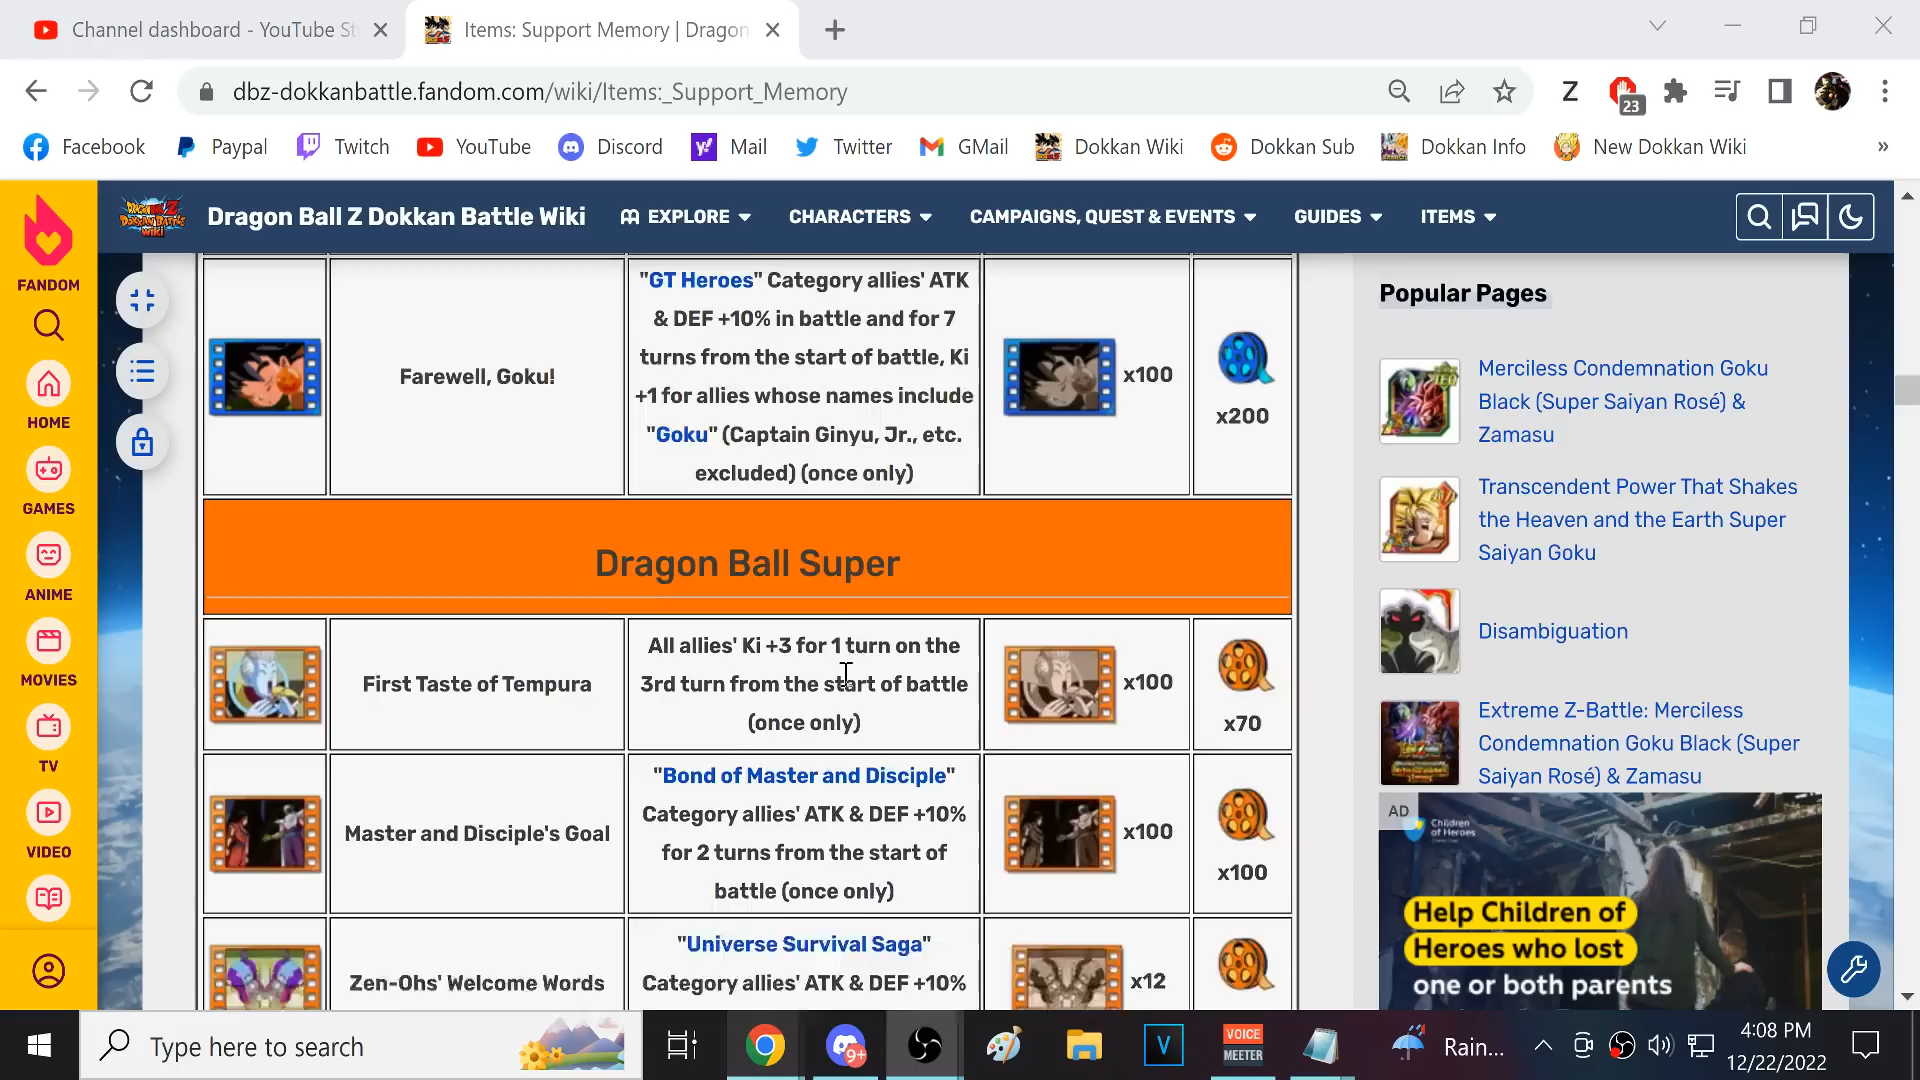 Channel dashboard - YouTube St
Items: Support Memory | Dragon
dbz-dokkanbattle.fandom.com/wiki/Items:_Support_Memory
Z
23
Facebook
Paypal
Twitch
YouTube
Discord
Mail
Twitter
GMail
Dokkan Wiki
Dokkan Sub
Dokkan Info
New Dokkan Wiki
»
FANDOM
HOME
GAMES
ANIME
MOVIES
TV
VIDEO
Dragon Ball Z Dokkan Battle Wiki
EXPLORE
CHARACTERS
CAMPAIGNS, QUEST & EVENTS
GUIDES
ITEMS
Farewell, Goku!
"GT Heroes" Category allies' ATK
& DEF +10% in battle and for 7
turns from the start of battle, Ki
+1 for allies whose names include
"Goku" (Captain Ginyu, Jr., etc.
excluded) (once only)
x100
x200
Dragon Ball Super
First Taste of Tempura
All allies' Ki +3 for 1 turn on the
3rd turn from the start of battle
(once only)
x100
x70
Master and Disciple's Goal
"Bond of Master and Disciple"
Category allies' ATK & DEF +10%
for 2 turns from the start of
battle (once only)
x100
x100
Zen-Ohs' Welcome Words
"Universe Survival Saga"
Category allies' ATK & DEF +10%
x12
Popular Pages
Merciless Condemnation Goku
Black (Super Saiyan Rosé) &
Zamasu
Transcendent Power That Shakes
the Heaven and the Earth Super
Saiyan Goku
Disambiguation
Extreme Z-Battle: Merciless
Condemnation Goku Black (Super
Saiyan Rosé) & Zamasu
AD
Children
of Heroes
Help Children of
Heroes who lost
one or both parents
Type here to search
9+
V
VOICE
MEETER
Rain...
4:08 PM
12/22/2022